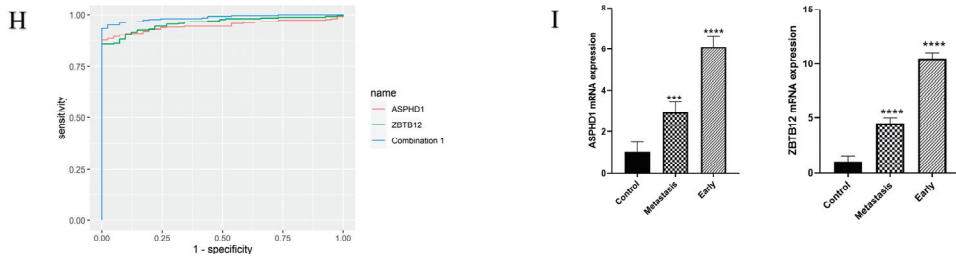 H
1.00
0.75
0.50
0.25
0.00
sensitivity
0.00
0.25
0.50
0.75
1.00
1 - specificity
name
ASPHD1
ZBTB12
Combination 1
I
ASPHD1 mRNA expression
8
6
4
2
0
***
****
Control
Metastasis
Early
ZBTB12 mRNA expression
15
10
5
0
****
****
Control
Metastasis
Early